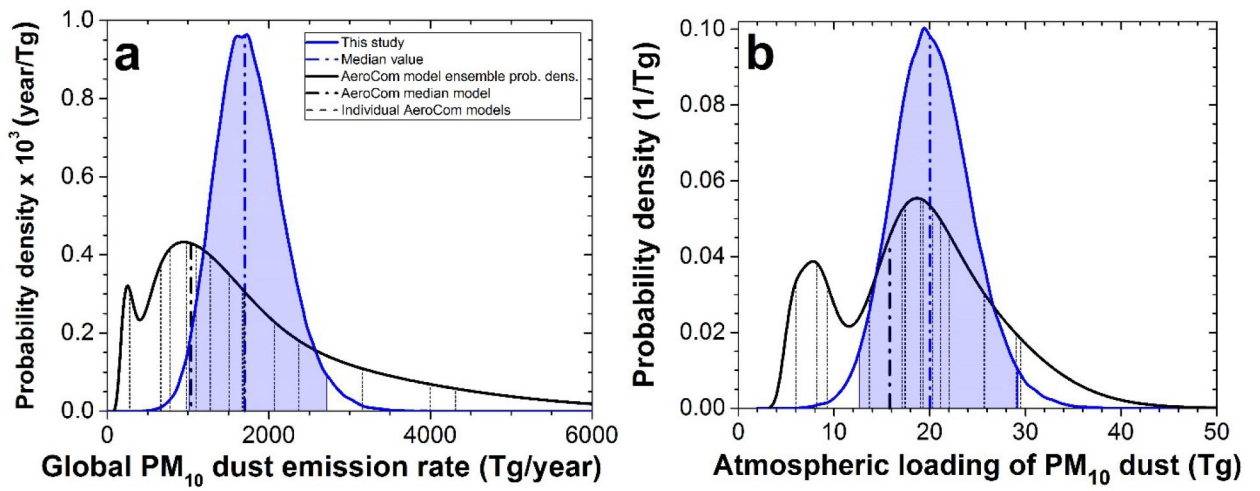 a
Probability density x 10³ (year/Tg)
1.0
0.8
0.6
0.4
0.2
0.0
This study
Median value
AeroCom model ensemble prob. dens.
AeroCom median model
Individual AeroCom models
0
2000
4000
6000
Global PM₁₀ dust emission rate (Tg/year)
b
Probability density (1/Tg)
0.10
0.08
0.06
0.04
0.02
0.00
0
10
20
30
40
50
Atmospheric loading of PM₁₀ dust (Tg)